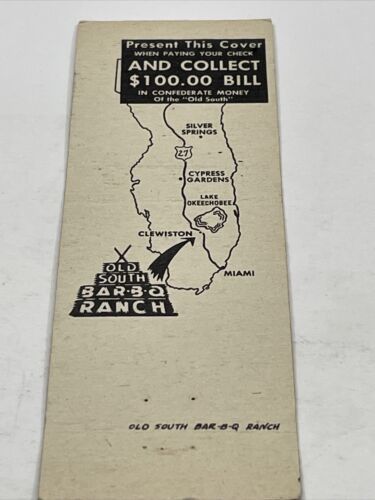 Present This Cover
WHEN PAYING YOUR CHECK
AND COLLECT
$100.00 BILL
IN CONFEDERATE MONEY
Of the "Old South"
SILVER
SPRINGS
27
CYPRESS
GARDENS
LAKE
OKEECHOBEE
CLEWISTON
MIAMI
OLD
SOUTH
BAR-B-Q
RANCH
OLD SOUTH BAR-B-Q RANCH